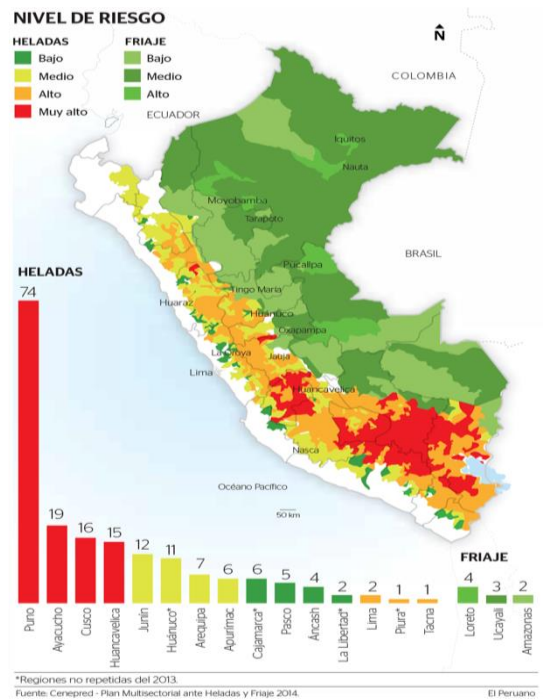 NIVEL DE RIESGO
HELADAS
Bajo
Medio
Alto
Muy alto
FRIAJE
Bajo
Medio
Alto
N
COLOMBIA
ECUADOR
Iquitos
Nauta
Moyobamba
Tarapoto
BRASIL
Pucallpa
Tingo María
Huaraz
Huánuco
Oxapampa
La Oroya
Jauja
Lima
Huancavelica
Nasca
Océano Pacífico
50 km
HELADAS
74
19
16
15
12
11
7
6
6
5
4
2
2
1
1
Puno
Ayacucho
Cusco
Huancavelica
Junín
Huánuco*
Arequipa
Apurímac
Cajamarca*
Pasco
Áncash
La Libertad*
Lima
Piura*
Tacna
FRIAJE
4
3
2
Loreto
Ucayali
Amazonas
*Regiones no repetidas del 2013.
Fuente: Cenepred - Plan Multisectorial ante Heladas y Friaje 2014.
El Peruano